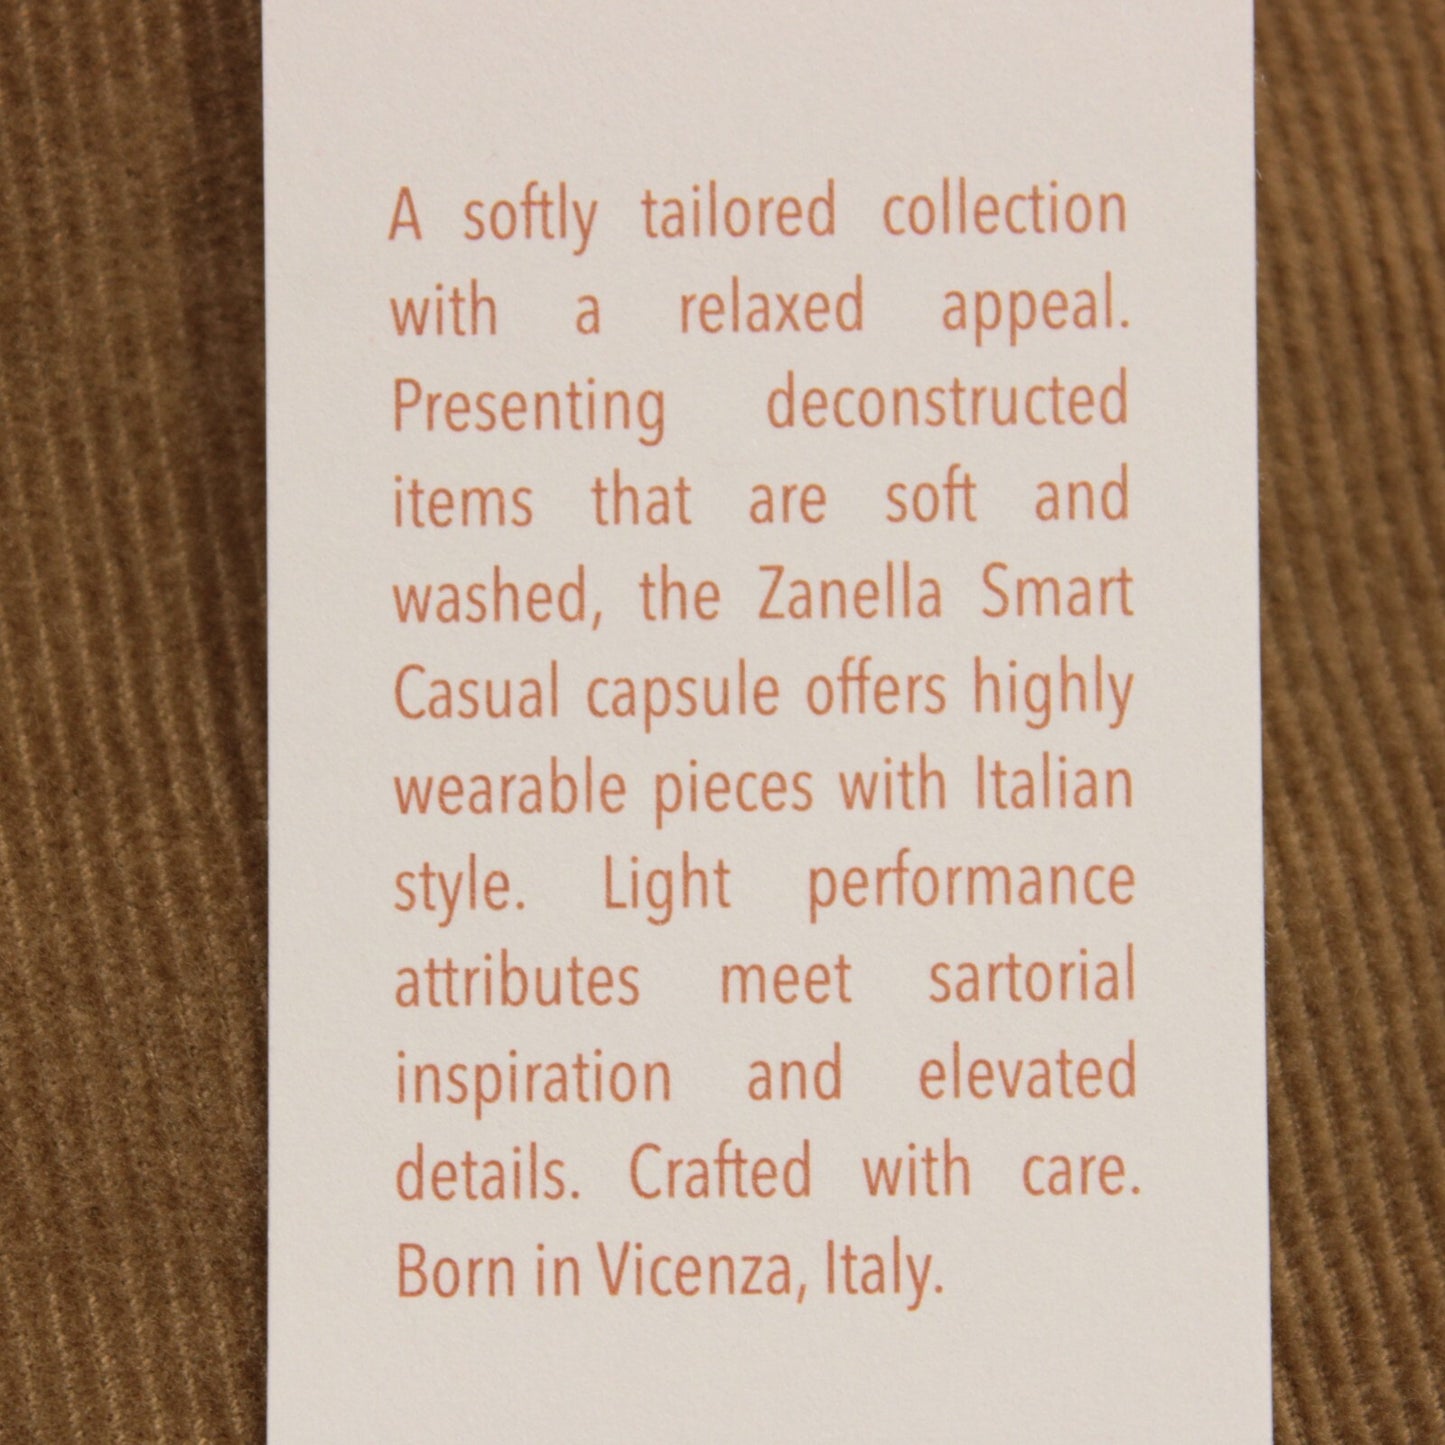 A softly tailored collection
with a relaxed appeal.
Presenting deconstructed
items that are soft and
washed, the Zanella Smart
Casual capsule offers highly
wearable pieces with Italian
style. Light performance
attributes meet sartorial
inspiration and elevated
details. Crafted with care.
Born in Vicenza, Italy.